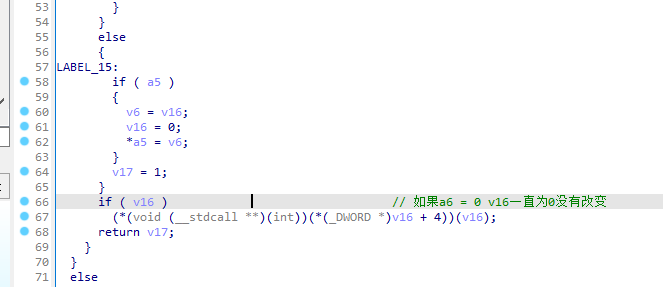 53 }
54 }
55 else
56 {
57 LABEL_15:
58 if ( a5 )
59 {
60 v6 = v16;
61 v16 = 0;
62 *a5 = v6;
63 }
64 v17 = 1;
65 }
66 if ( v16 ) // 如果a6 = 0 v16一直为0没有改变
67 (*(void (__stdcall **)(int))(*(_DWORD *)v16 + 4))(v16);
68 return v17;
69 }
70 }
71 else